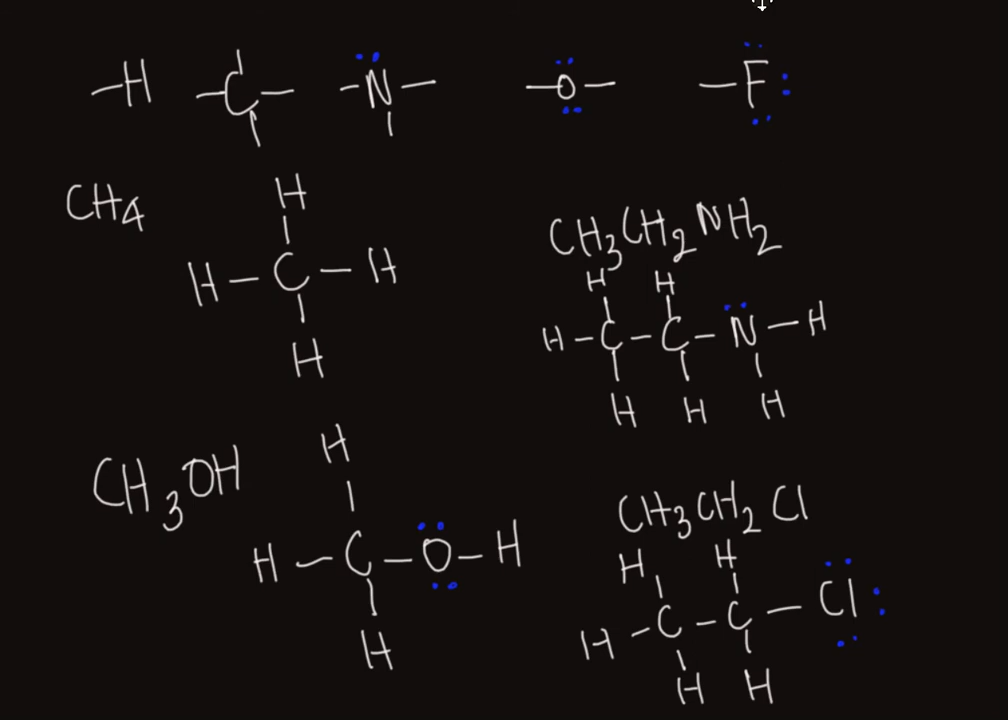 —H —C— —N— —O— —F
CH4
H
H—C—H
H
CH3CH2NH2
H H
H—C—C—N—H
H H H
CH3OH
H
H—C—O—H
H
CH3CH2Cl
H H
H—C—C—Cl
H H